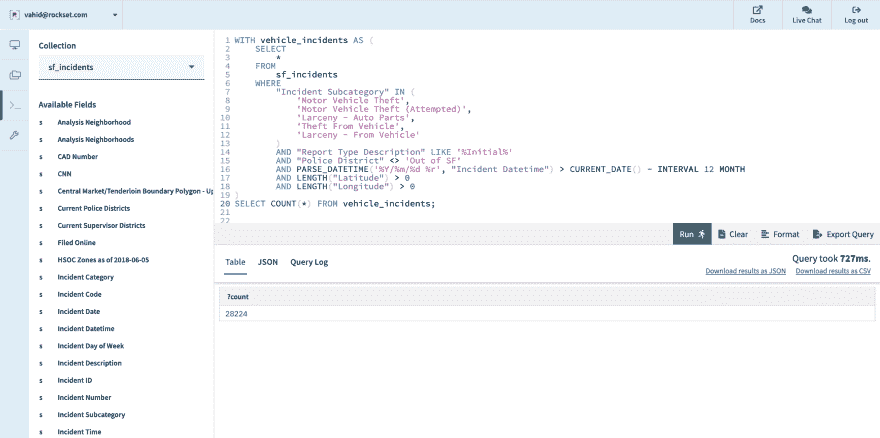 vahid@rockset.com
Docs
Live Chat
Log out
Collection
sf_incidents
Available Fields
s Analysis Neighborhood
s Analysis Neighborhoods
s CAD Number
s CNN
s Central Market/Tenderloin Boundary Polygon - Up
s Current Police Districts
s Current Supervisor Districts
s Filed Online
s HSOC Zones as of 2018-06-05
s Incident Category
s Incident Code
s Incident Date
s Incident Datetime
s Incident Day of Week
s Incident Description
s Incident ID
s Incident Number
s Incident Subcategory
s Incident Time
1 WITH vehicle_incidents AS (
2 SELECT
3 *
4 FROM
5 sf_incidents
6 WHERE
7 "Incident Subcategory" IN (
8 'Motor Vehicle Theft',
9 'Motor Vehicle Theft (Attempted)',
10 'Larceny - Auto Parts',
11 'Theft From Vehicle',
12 'Larceny - From Vehicle'
13 )
14 AND "Report Type Description" LIKE '%Initial%'
15 AND "Police District" <> 'Out of SF'
16 AND PARSE_DATETIME('%Y/%m/%d %r', "Incident Datetime") > CURRENT_DATE() - INTERVAL 12 MONTH
17 AND LENGTH("Latitude") > 0
18 AND LENGTH("Longitude") > 0
19 )
20 SELECT COUNT(*) FROM vehicle_incidents;
21
22
Run
Clear
Format
Export Query
Table
JSON
Query Log
Query took 727ms.
Download results as JSON
Download results as CSV
?count
28224